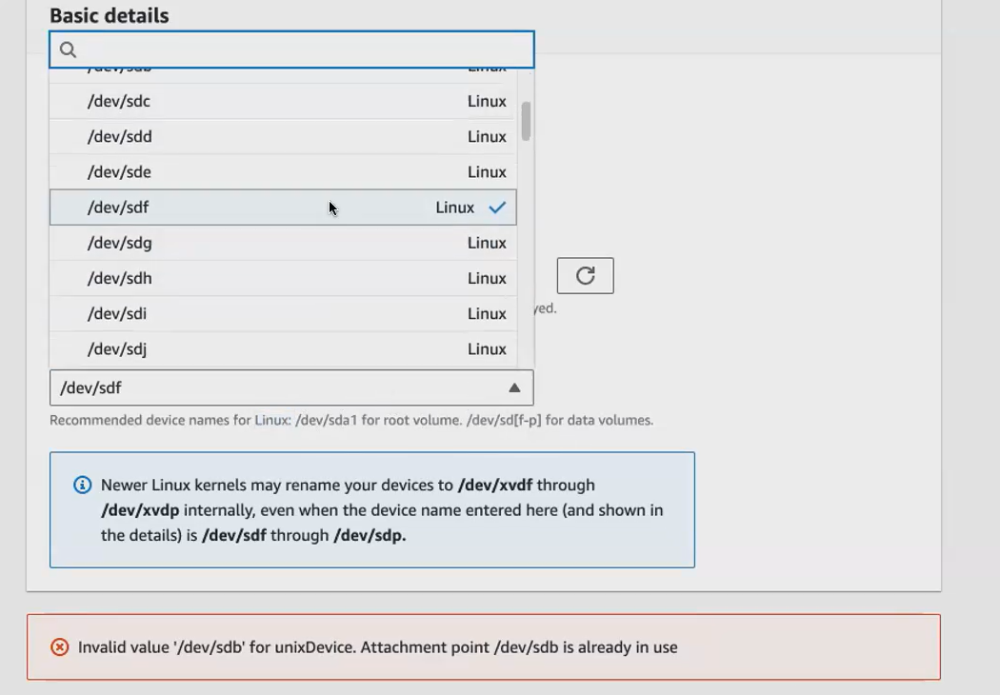 Basic details
/dev/sdb Linux
/dev/sdc Linux
/dev/sdd Linux
/dev/sde Linux
/dev/sdf Linux
/dev/sdg Linux
/dev/sdh Linux
yed.
/dev/sdi Linux
/dev/sdj Linux
/dev/sdf
Recommended device names for Linux: /dev/sda1 for root volume. /dev/sd[f-p] for data volumes.
Newer Linux kernels may rename your devices to /dev/xvdf through
/dev/xvdp internally, even when the device name entered here (and shown in
the details) is /dev/sdf through /dev/sdp.
Invalid value '/dev/sdb' for unixDevice. Attachment point /dev/sdb is already in use